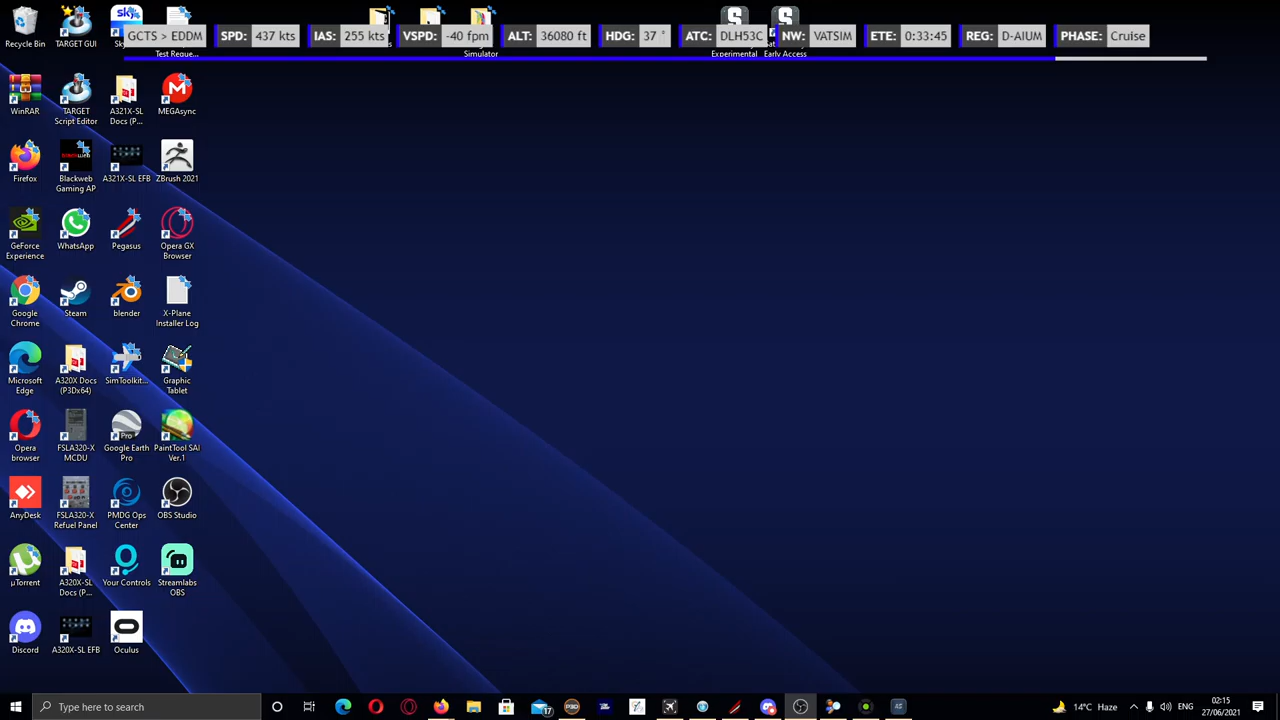 GCTS > EDDM SPD: 437 kts IAS: 255 kts VSPD: -40 fpm ALT: 36080 ft HDG: 37 ° ATC: DLH53C NW: VATSIM ETE: 0:33:45 REG: D-AIUM PHASE: Cruise
Recycle Bin TARGET GUI
Test Reque... Simulator Experimental Early Access
WinRAR TARGET Script Editor A321X-SL Docs (P... MEGAsync
Firefox Blackweb Gaming AP A321X-SL EFB ZBrush 2021
GeForce Experience WhatsApp Pegasus Opera GX Browser
Google Chrome Steam blender X-Plane Installer Log
Microsoft Edge A320X Docs (P3Dx64) SimToolkit... Graphic Tablet
Opera browser FSLA320-X MCDU Google Earth Pro PaintTool SAI Ver.1
AnyDesk FSLA320-X Refuel Panel PMDG Ops Center OBS Studio
µTorrent A320X-SL Docs (P... Your Controls Streamlabs OBS
Discord A320X-SL EFB Oculus
Type here to search
17
14°C Haze
ENG
02:15
27/06/2021